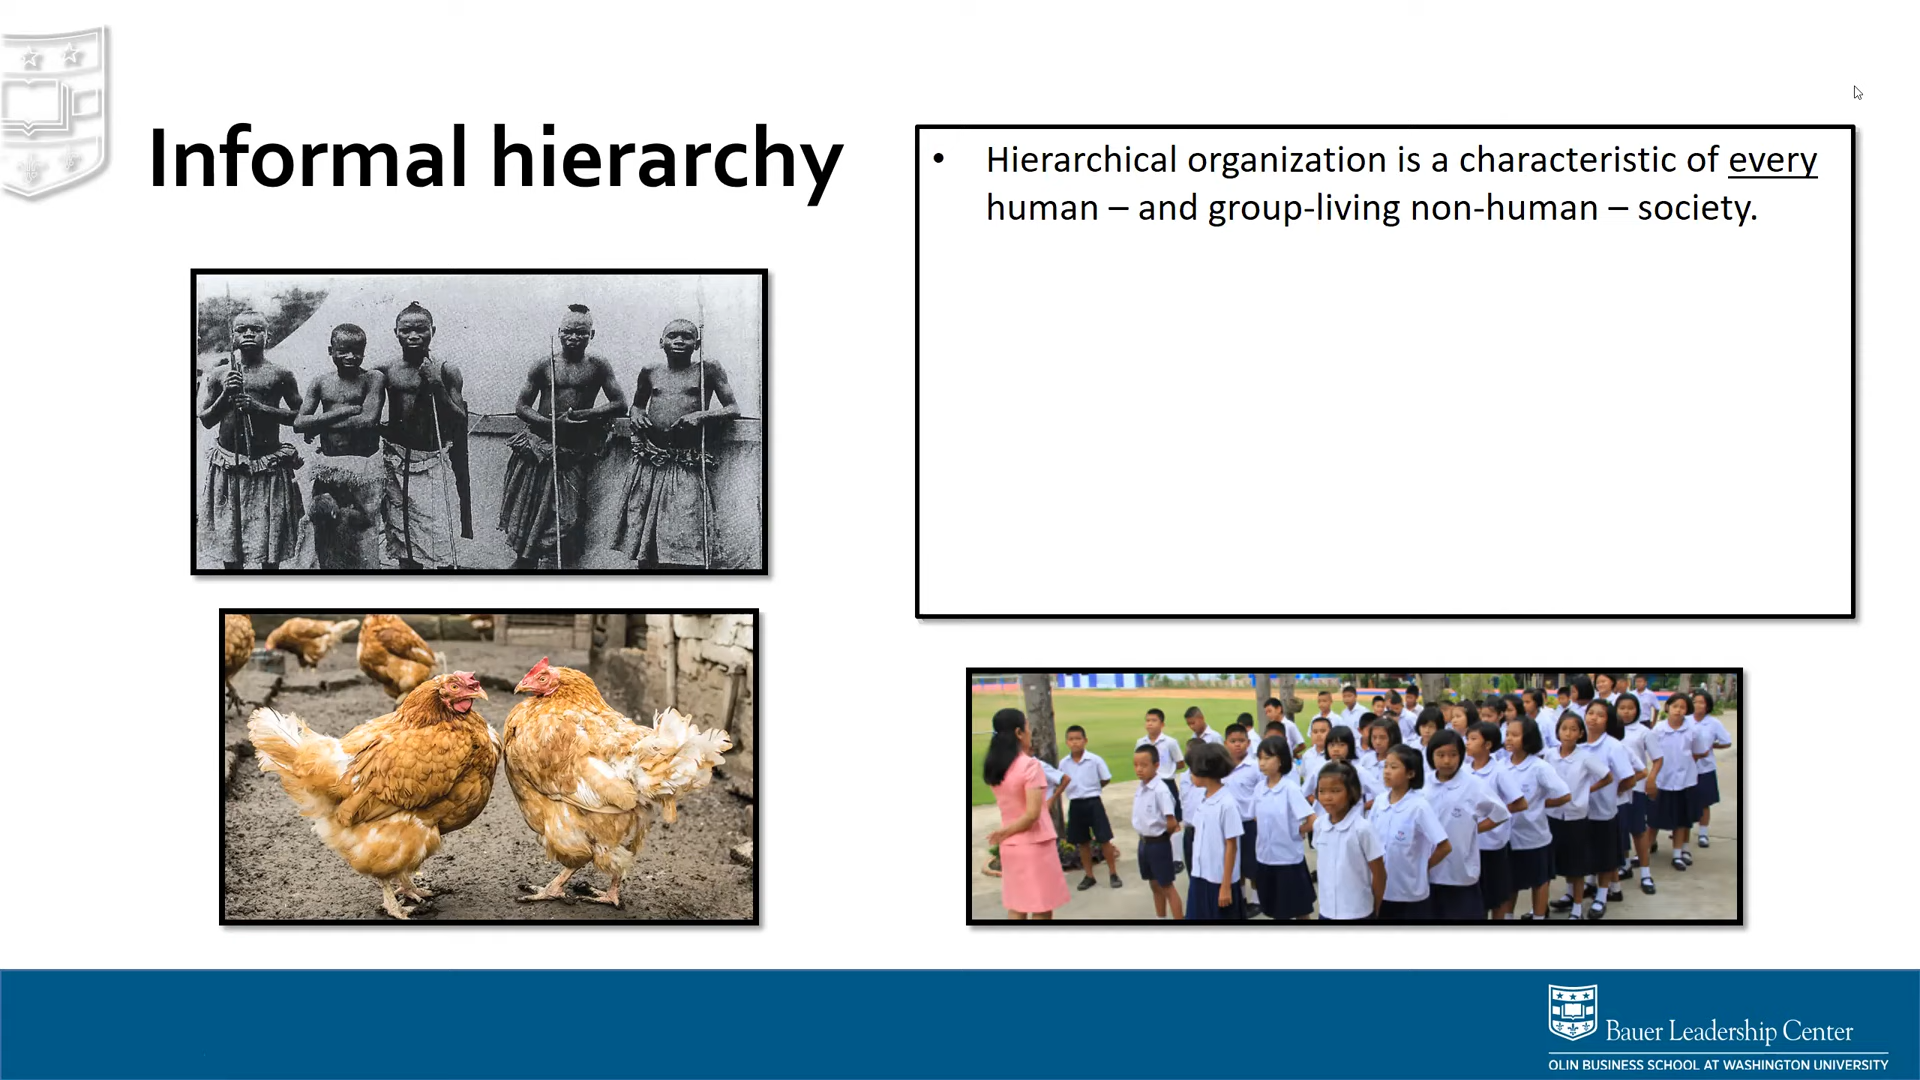 Informal hierarchy
• Hierarchical organization is a characteristic of every
human – and group-living non-human – society.
Bauer Leadership Center
OLIN BUSINESS SCHOOL AT WASHINGTON UNIVERSITY